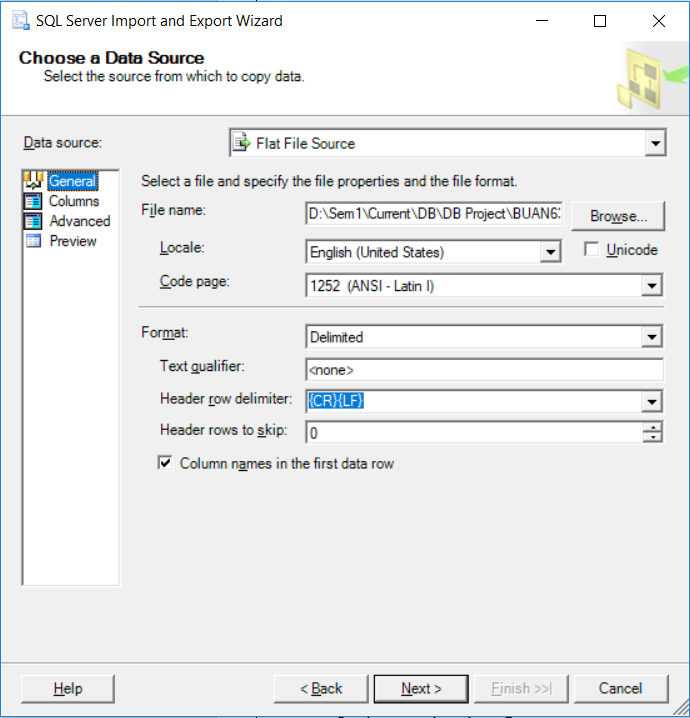 SQL Server Import and Export Wizard
Choose a Data Source
Select the source from which to copy data.
Data source:
Flat File Source
General
Columns
Advanced
Preview
Select a file and specify the file properties and the file format.
File name:
D:\Sem1\Current\DB\DB Project\BUAN63
Browse...
Locale:
English (United States)
Unicode
Code page:
1252 (ANSI - Latin I)
Format:
Delimited
Text qualifier:
<none>
Header row delimiter:
{CR}{LF}
Header rows to skip:
0
Column names in the first data row
Help
< Back
Next >
Finish >>|
Cancel